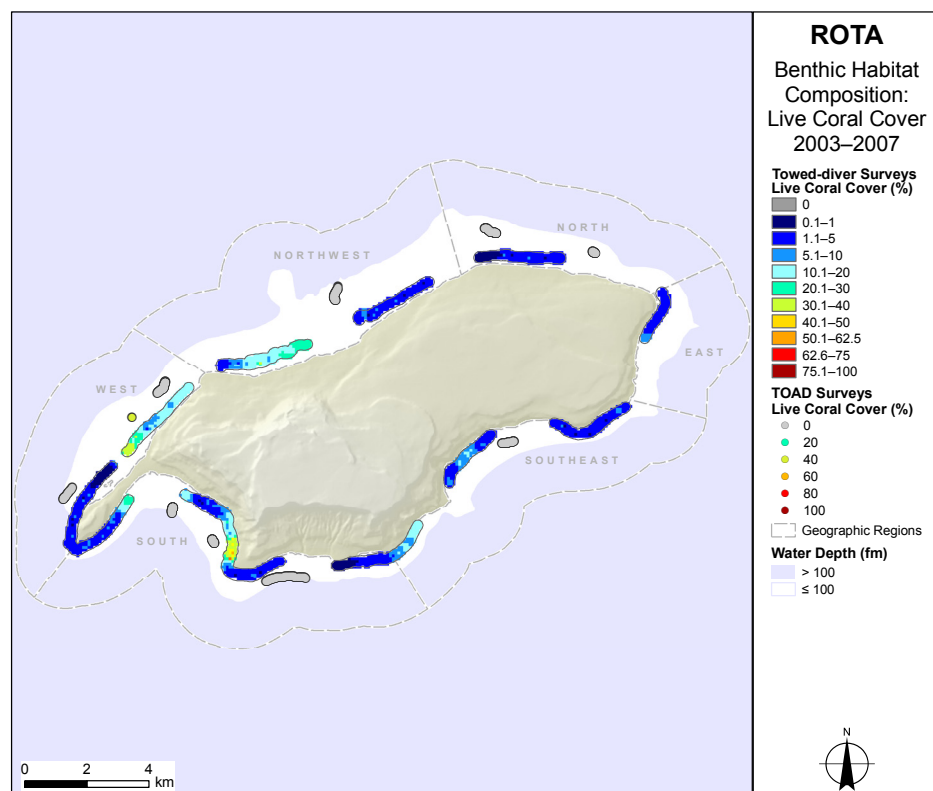 ROTA
Benthic Habitat
Composition:
Live Coral Cover
2003–2007
Towed-diver Surveys
Live Coral Cover (%)
0
0.1–1
1.1–5
5.1–10
10.1–20
20.1–30
30.1–40
40.1–50
50.1–62.5
62.6–75
75.1–100
TOAD Surveys
Live Coral Cover (%)
0
20
40
60
80
100
Geographic Regions
Water Depth (fm)
> 100
≤ 100
N
NORTH
NORTHWEST
EAST
WEST
SOUTHEAST
SOUTH
0 2 4
km